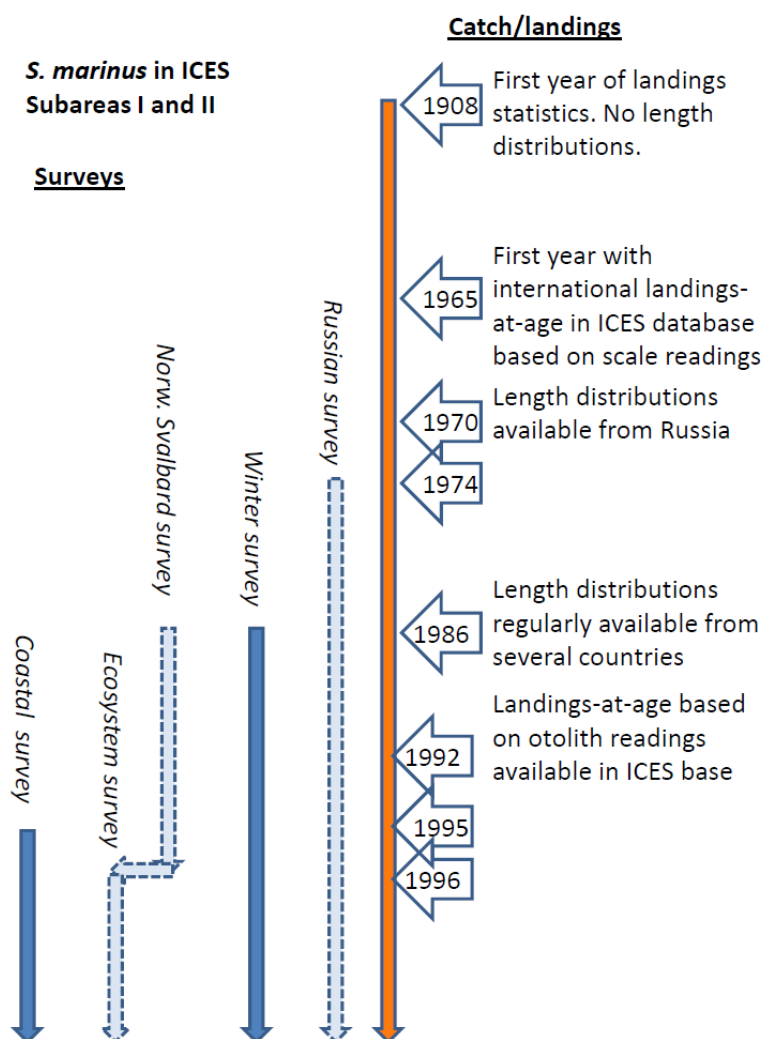 S. marinus in ICES
Subareas I and II
Surveys
Coastal survey
Ecosystem survey
Norw. Svalbard survey
Winter survey
Russian survey
Catch/landings
1908
First year of landings
statistics. No length
distributions.
1965
First year with
international landings-
at-age in ICES database
based on scale readings
1970
Length distributions
available from Russia
1974
1986
Length distributions
regularly available from
several countries
1992
Landings-at-age based
on otolith readings
available in ICES base
1995
1996